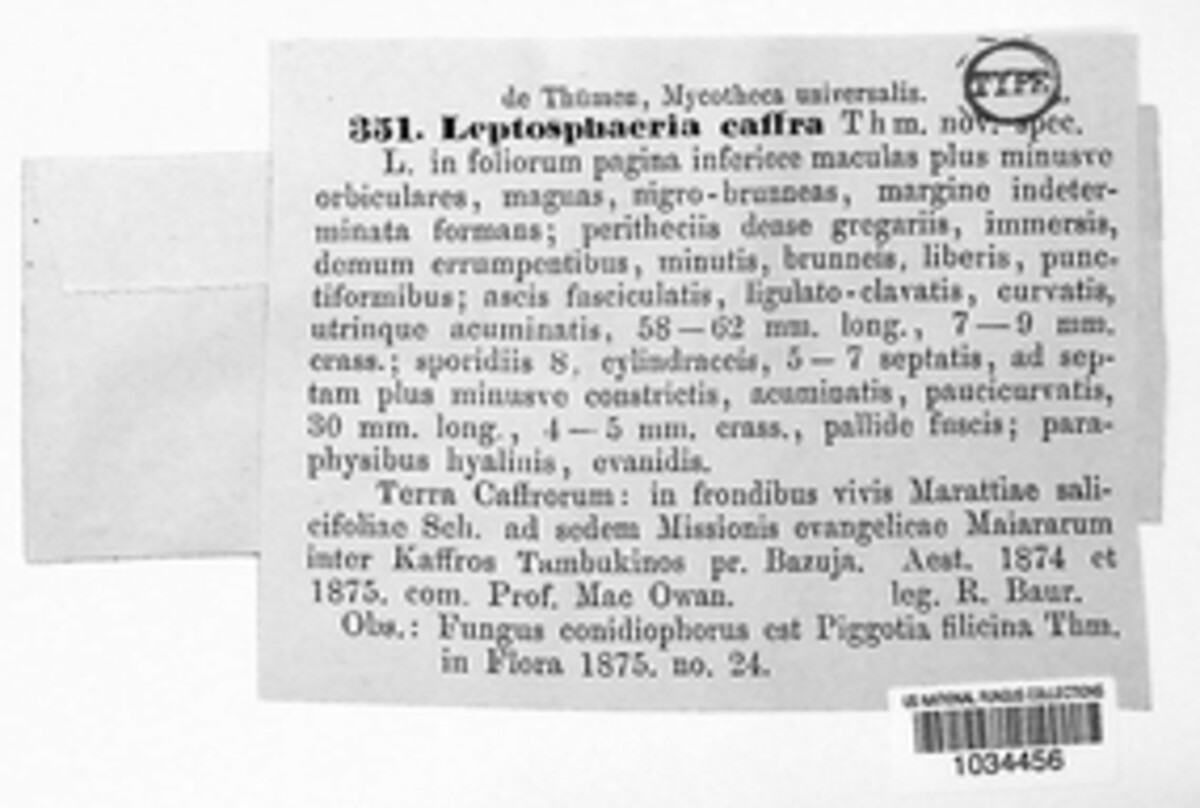 TYPE
de Thümen, Mycotheca universalis.
351. Leptosphaeria caffra Thm. nov. spec.
L. in foliorum pagina inferiore maculas plus minusve
orbiculares, magnas, nigro-brunneas, margine indeter-
minata formans; peritheciis dense gregariis, immersis,
demum errumpentibus, minutis, brunneis, liberis, punc-
tiformibus; ascis fasciculatis, ligulato-clavatis, curvatis,
utrinque acuminatis, 58—62 mm. long., 7—9 mm.
crass.; sporidiis 8, cylindraceis, 5—7 septatis, ad sep-
tam plus minusve constrictis, acuminatis, paucicurvatis,
30 mm. long., 4—5 mm. crass., pallide fuscis; para-
physibus hyalinis, evanidis.
Terra Caffrorum: in frondibus vivis Marattiae sali-
cifoliae Sch. ad sedem Missionis evangelicae Maiararum
inter Kaffros Tambukinos pr. Bazuja. Aest. 1874 et
1875. com. Prof. Mac Owan. leg. R. Baur.
Obs.: Fungus conidiophorus est Piggotia filicina Thm.
in Flora 1875. no. 24.
US NATIONAL FUNGUS COLLECTIONS
1034456